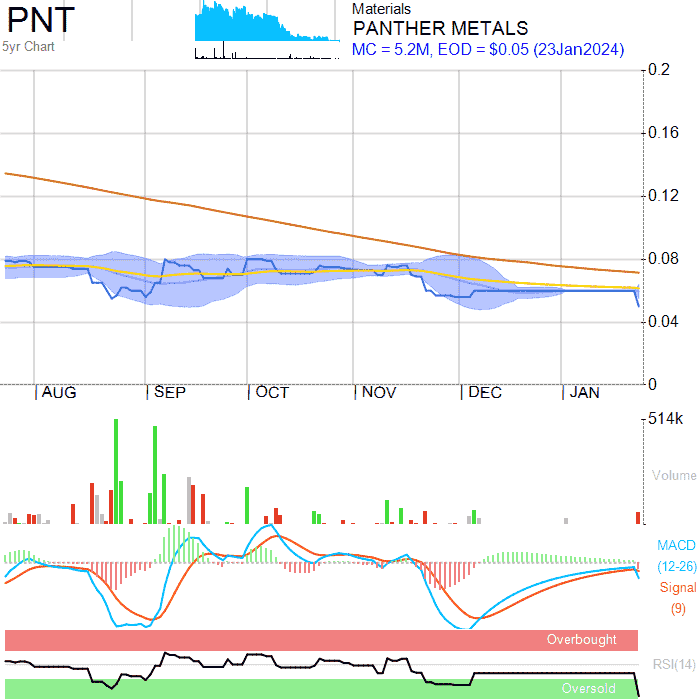 PNT
5yr Chart
Materials
PANTHER METALS
MC = 5.2M, EOD = $0.05 (23Jan2024)
0.2
0.16
0.12
0.08
0.04
0
AUG SEP OCT NOV DEC JAN
514k
Volume
MACD
(12-26)
Signal
(9)
Overbought
RSI(14)
Oversold